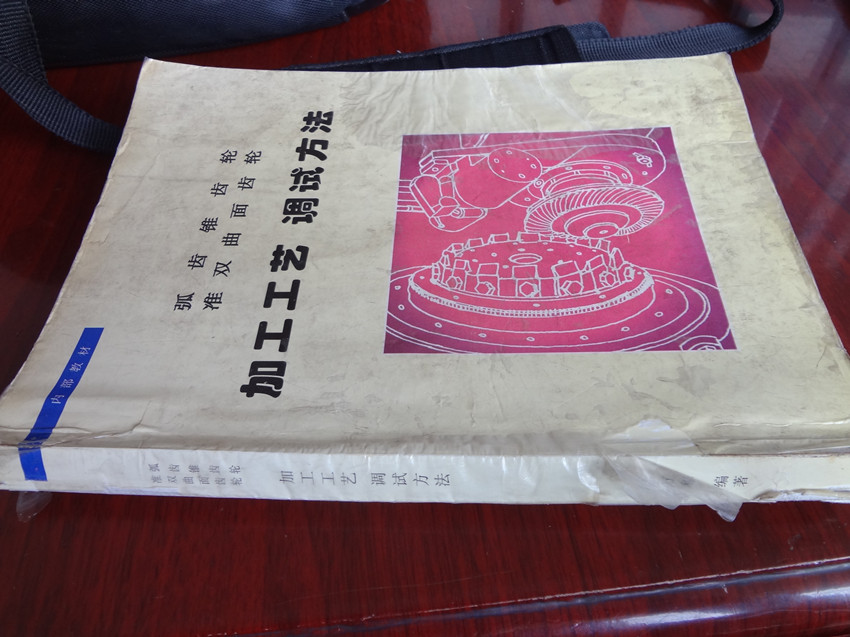 内部教材
弧齿锥齿轮
准双曲面齿轮
加工工艺 调试方法
弧齿锥齿轮
准双曲面齿轮
加工工艺 调试方法
编著